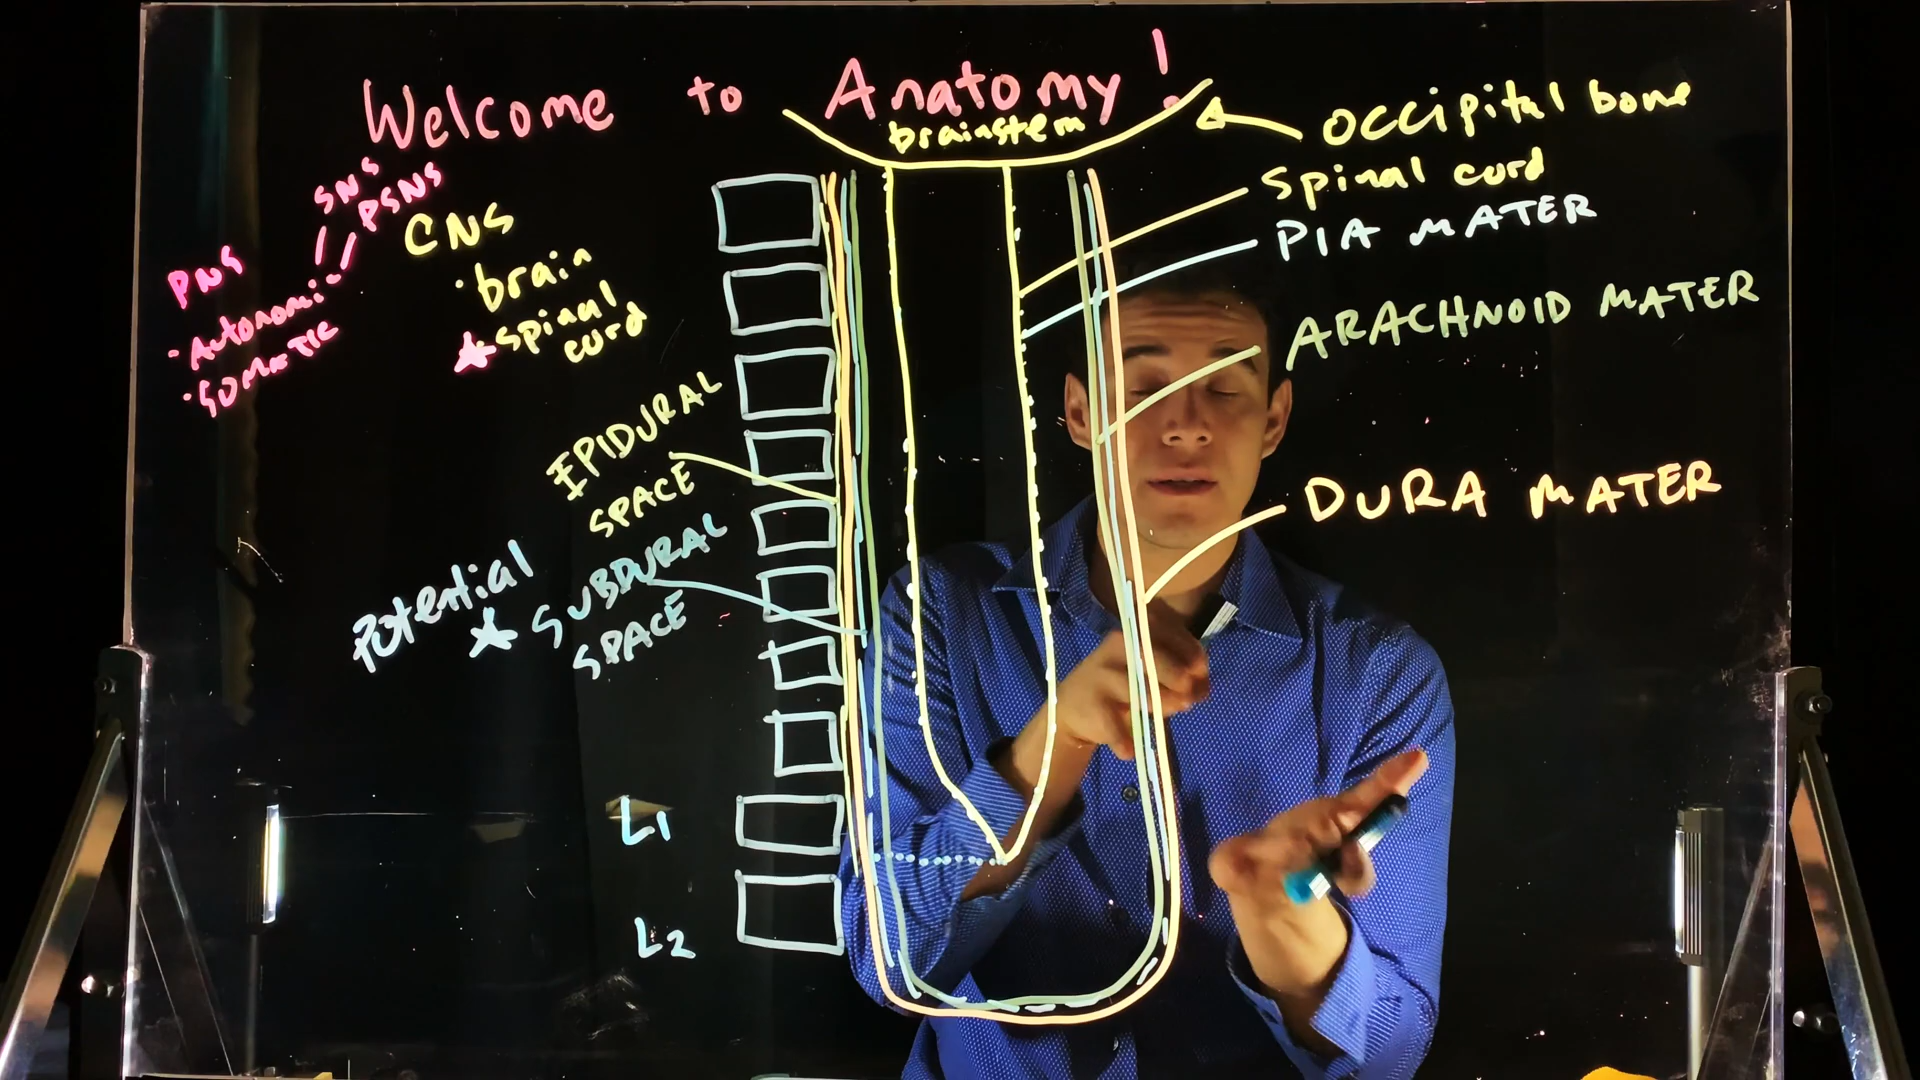 Welcome to Anatomy!
brainstem
occipital bone
Spinal cord
PIA MATER
ARACHNOID MATER
DURA MATER
SNS
PSNS
CNS
• brain
★ spinal
cord
PNS
• Autonomic
• SOMATIC
EPIDURAL
SPACE
Potential
★ SUBDURAL
SPACE
L1
L2